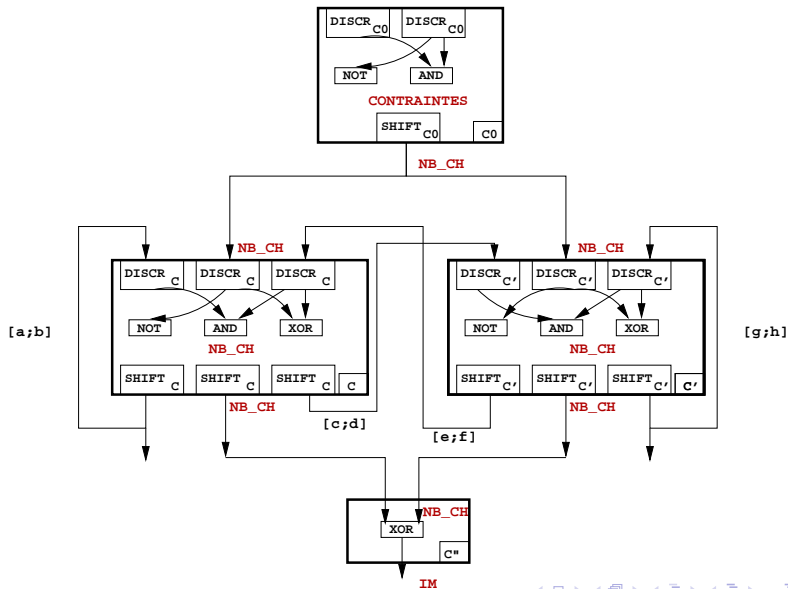 DISCR C0 DISCR C0
NOT AND
CONTRAINTES
SHIFT C0 C0
NB_CH
NB_CH NB_CH
DISCR C DISCR C DISCR C DISCR C' DISCR C' DISCR C'
[a;b] NOT AND XOR NOT AND XOR [g;h]
NB_CH NB_CH
SHIFT C SHIFT C SHIFT C C SHIFT C' SHIFT C' SHIFT C' C'
NB_CH NB_CH
[c;d] [e;f]
NB_CH
XOR
C"
IM